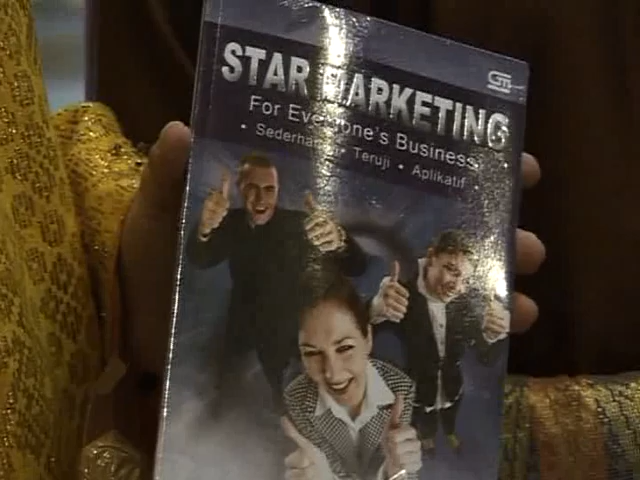 STAR MARKETING
For Everyone's Business
• Sederhana • Teruji • Aplikatif •